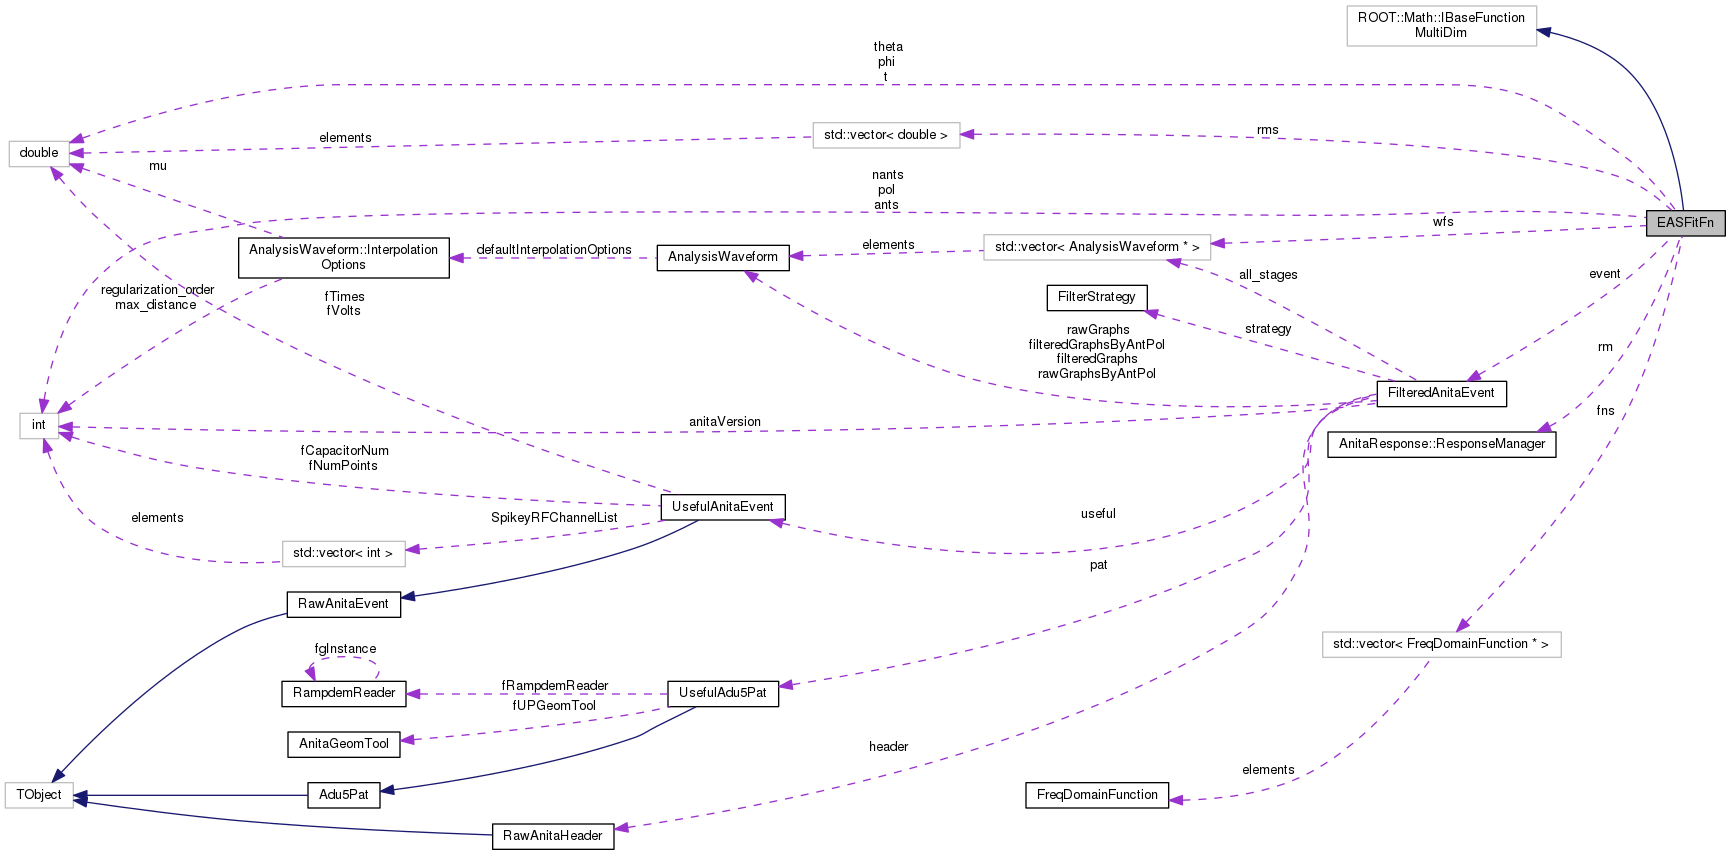 ROOT::Math::IBaseFunction
MultiDim
theta
phi
t
std::vector< double >
rms
elements
double
mu
nants
pol
ants
EASFitFn
wfs
AnalysisWaveform::Interpolation
Options
defaultInterpolationOptions
AnalysisWaveform
elements
std::vector< AnalysisWaveform * >
all_stages
event
regularization_order
max_distance
fTimes
fVolts
FilterStrategy
strategy
rawGraphs
filteredGraphsByAntPol
filteredGraphs
rawGraphsByAntPol
rm
FilteredAnitaEvent
fns
int
anitaVersion
AnitaResponse::ResponseManager
fCapacitorNum
fNumPoints
UsefulAnitaEvent
elements
SpikeyRFChannelList
useful
std::vector< int >
pat
RawAnitaEvent
fgInstance
std::vector< FreqDomainFunction * >
RampdemReader
fRampdemReader
UsefulAdu5Pat
fUPGeomTool
AnitaGeomTool
header
elements
TObject
Adu5Pat
FreqDomainFunction
RawAnitaHeader